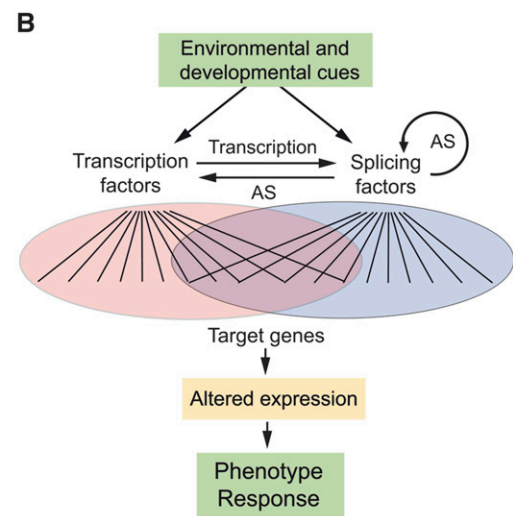 B
Environmental and
developmental cues
Transcription
factors
Transcription
AS
Splicing
factors
AS
Target genes
Altered expression
Phenotype
Response